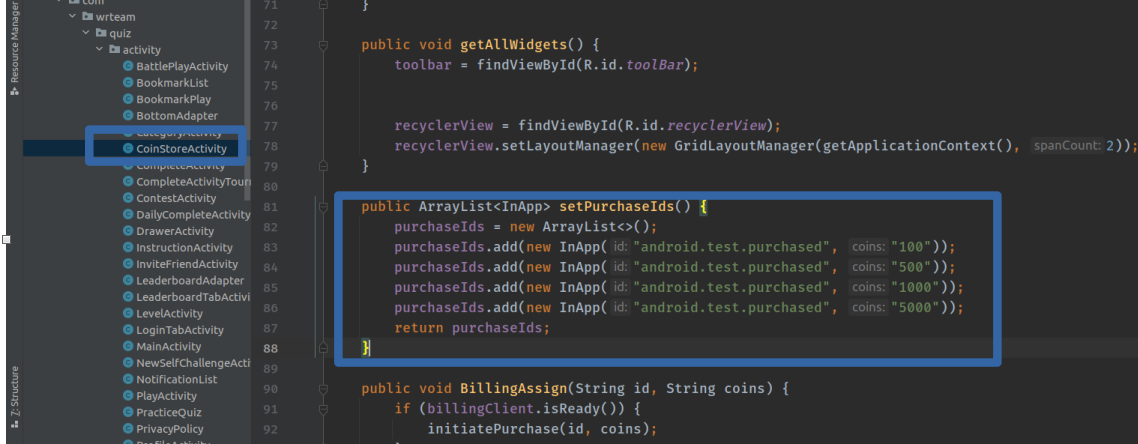 Resource Manager
com
wrteam
quiz
activity
BattlePlayActivity
BookmarkList
BookmarkPlay
BottomAdapter
CategoryActivity
CoinStoreActivity
CompleteActivity
CompleteActivityTour
ContestActivity
DailyCompleteActivity
DrawerActivity
InstructionActivity
InviteFriendActivity
LeaderboardAdapter
LeaderboardTabActivi
LevelActivity
LoginTabActivity
MainActivity
NewSelfChallengeActi
NotificationList
PlayActivity
PracticeQuiz
PrivacyPolicy
ProfileActivity
Z: Structure
71 }
72
73 public void getAllWidgets() {
74 toolbar = findViewById(R.id.toolBar);
75
76
77 recyclerView = findViewById(R.id.recyclerView);
78 recyclerView.setLayoutManager(new GridLayoutManager(getApplicationContext(), spanCount: 2));
79 }
80
81 public ArrayList<InApp> setPurchaseIds() {
82 purchaseIds = new ArrayList<>();
83 purchaseIds.add(new InApp( id: "android.test.purchased", coins: "100"));
84 purchaseIds.add(new InApp( id: "android.test.purchased", coins: "500"));
85 purchaseIds.add(new InApp( id: "android.test.purchased", coins: "1000"));
86 purchaseIds.add(new InApp( id: "android.test.purchased", coins: "5000"));
87 return purchaseIds;
88 }
89
90 public void BillingAssign(String id, String coins) {
91 if (billingClient.isReady()) {
92 initiatePurchase(id, coins);